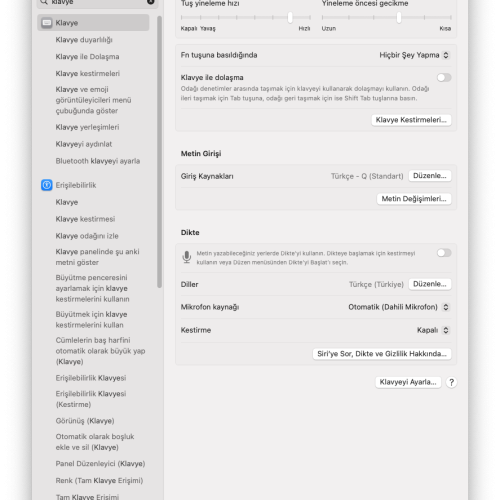 klavye
Klavye
Klavye duyarlılığı
Klavye ile Dolaşma
Klavye kestirmeleri
Klavye ve emoji
görüntüleyicileri menü
çubuğunda göster
Klavye yerleşimleri
Klavyeyi aydınlat
Bluetooth klavyeyi ayarla
Erişilebilirlik
Klavye
Klavye kestirmesi
Klavye odağını izle
Klavye panelinde şu anki
metni göster
Büyütme penceresini
ayarlamak için klavye
kestirmelerini kullanın
Büyütmek için klavye
kestirmelerini kullan
Cümlelerin baş harfini
otomatik olarak büyük yap
(Klavye)
Erişilebilirlik Klavyesi
Erişilebilirlik Klavyesi
(Kestirme)
Görünüş (Klavye)
Otomatik olarak boşluk
ekle ve sil (Klavye)
Panel Düzenleyici (Klavye)
Renk (Tam Klavye Erişimi)
Tam Klavye Erişimi
Tuş yineleme hızı
Yineleme öncesi gecikme
Kapalı Yavaş Hızlı
Uzun Kısa
Fn tuşuna basıldığında Hiçbir Şey Yapma
Klavye ile dolaşma
Odağı denetimler arasında taşımak için klavyeyi kullanarak dolaşmayı kullanın. Odağı
ileri taşımak için Tab tuşuna, odağı geri taşımak için ise Shift Tab tuşlarına basın.
Klavye Kestirmeleri...
Metin Girişi
Giriş Kaynakları Türkçe - Q (Standart) Düzenle...
Metin Değişimleri...
Dikte
Metin yazabileceğiniz yerlerde Dikte'yi kullanın. Dikteye başlamak için kestirmeyi
kullanın veya Düzen menüsünden Dikte'yi Başlat'ı seçin.
Diller Türkçe (Türkiye) Düzenle...
Mikrofon kaynağı Otomatik (Dahili Mikrofon)
Kestirme Kapalı
Siri'ye Sor, Dikte ve Gizlilik Hakkında...
Klavyeyi Ayarla... ?